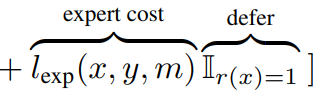 expert cost defer
+ l_exp(x, y, m) 𝕀_{r(x)=1} ]